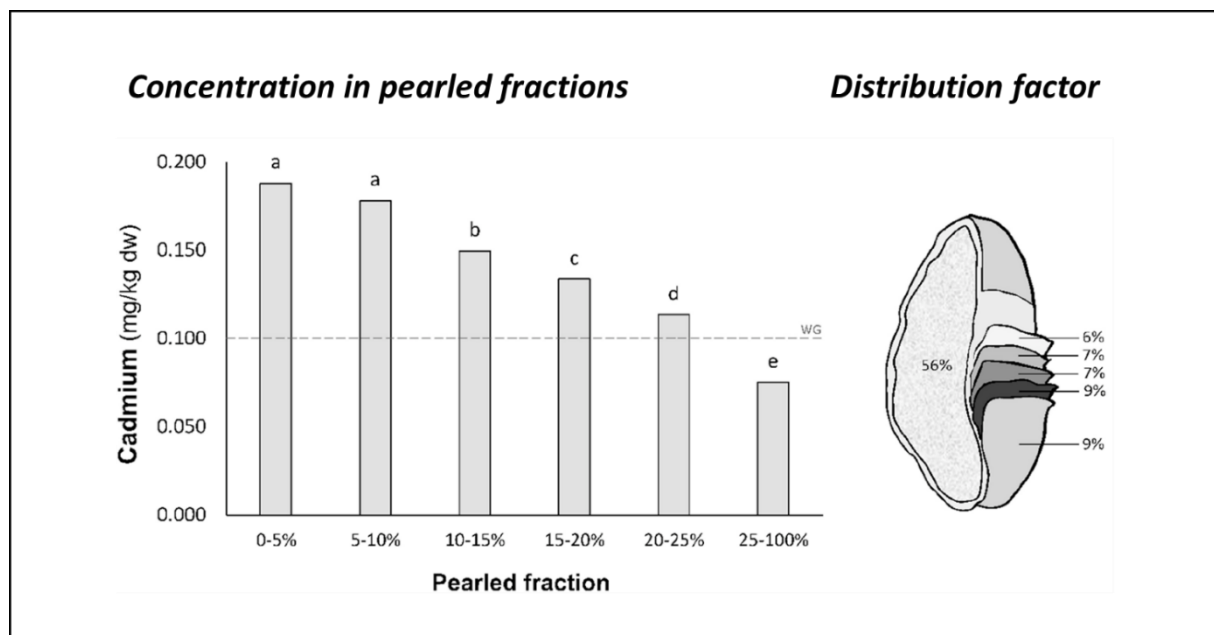 Concentration in pearled fractions
Distribution factor
Cadmium (mg/kg dw)
0.200
0.150
0.100
0.050
0.000
a
a
b
c
d
e
WG
0-5%
5-10%
10-15%
15-20%
20-25%
25-100%
Pearled fraction
56%
6%
7%
7%
9%
9%